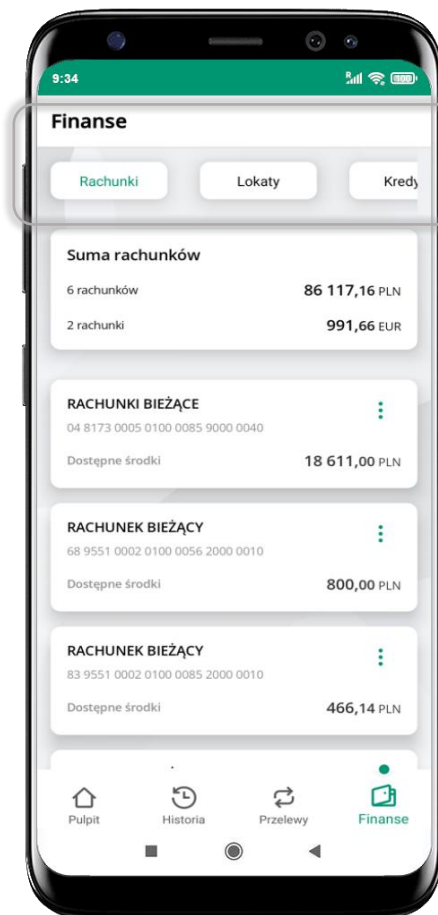 9:34
R 100
Finanse
Rachunki Lokaty Kredy
Suma rachunków
6 rachunków 86 117,16 PLN
2 rachunki 991,66 EUR
RACHUNKI BIEŻĄCE
04 8173 0005 0100 0085 9000 0040
Dostępne środki 18 611,00 PLN
RACHUNEK BIEŻĄCY
68 9551 0002 0100 0056 2000 0010
Dostępne środki 800,00 PLN
RACHUNEK BIEŻĄCY
83 9551 0002 0100 0085 2000 0010
Dostępne środki 466,14 PLN
Pulpit Historia Przelewy Finanse